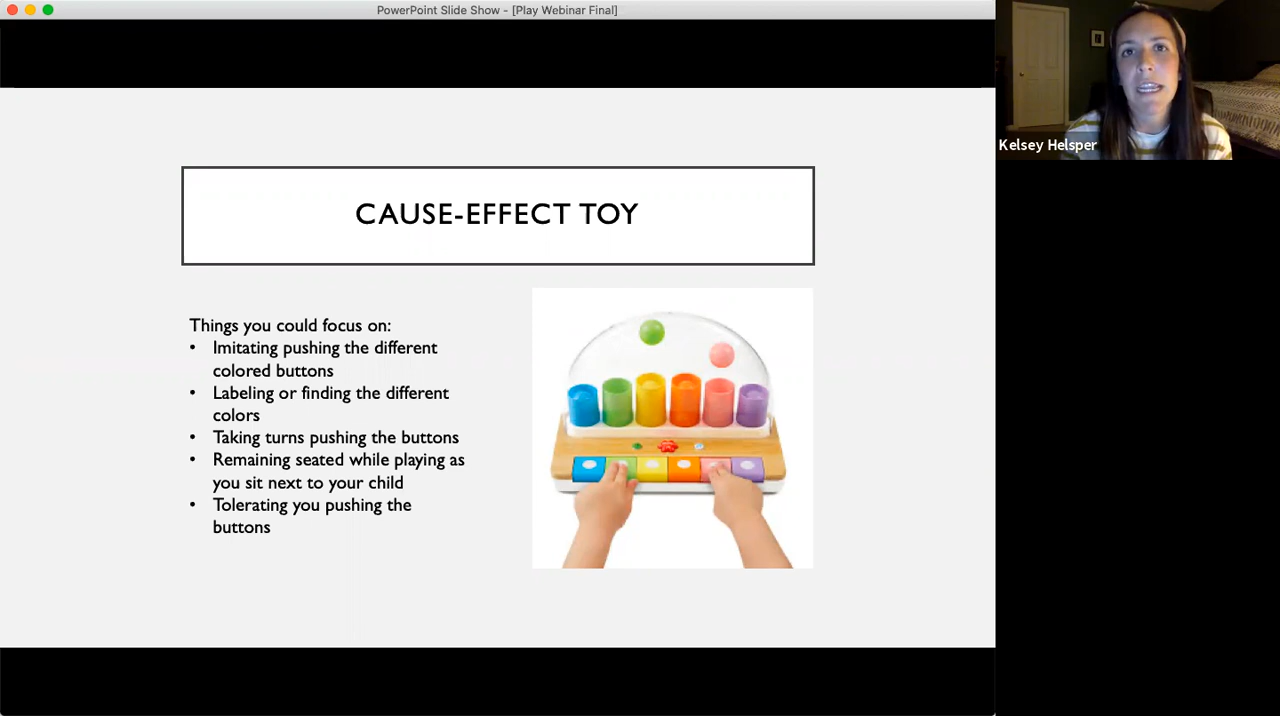 PowerPoint Slide Show - [Play Webinar Final]
Kelsey Helsper
CAUSE-EFFECT TOY
Things you could focus on:
• Imitating pushing the different
colored buttons
• Labeling or finding the different
colors
• Taking turns pushing the buttons
• Remaining seated while playing as
you sit next to your child
• Tolerating you pushing the
buttons